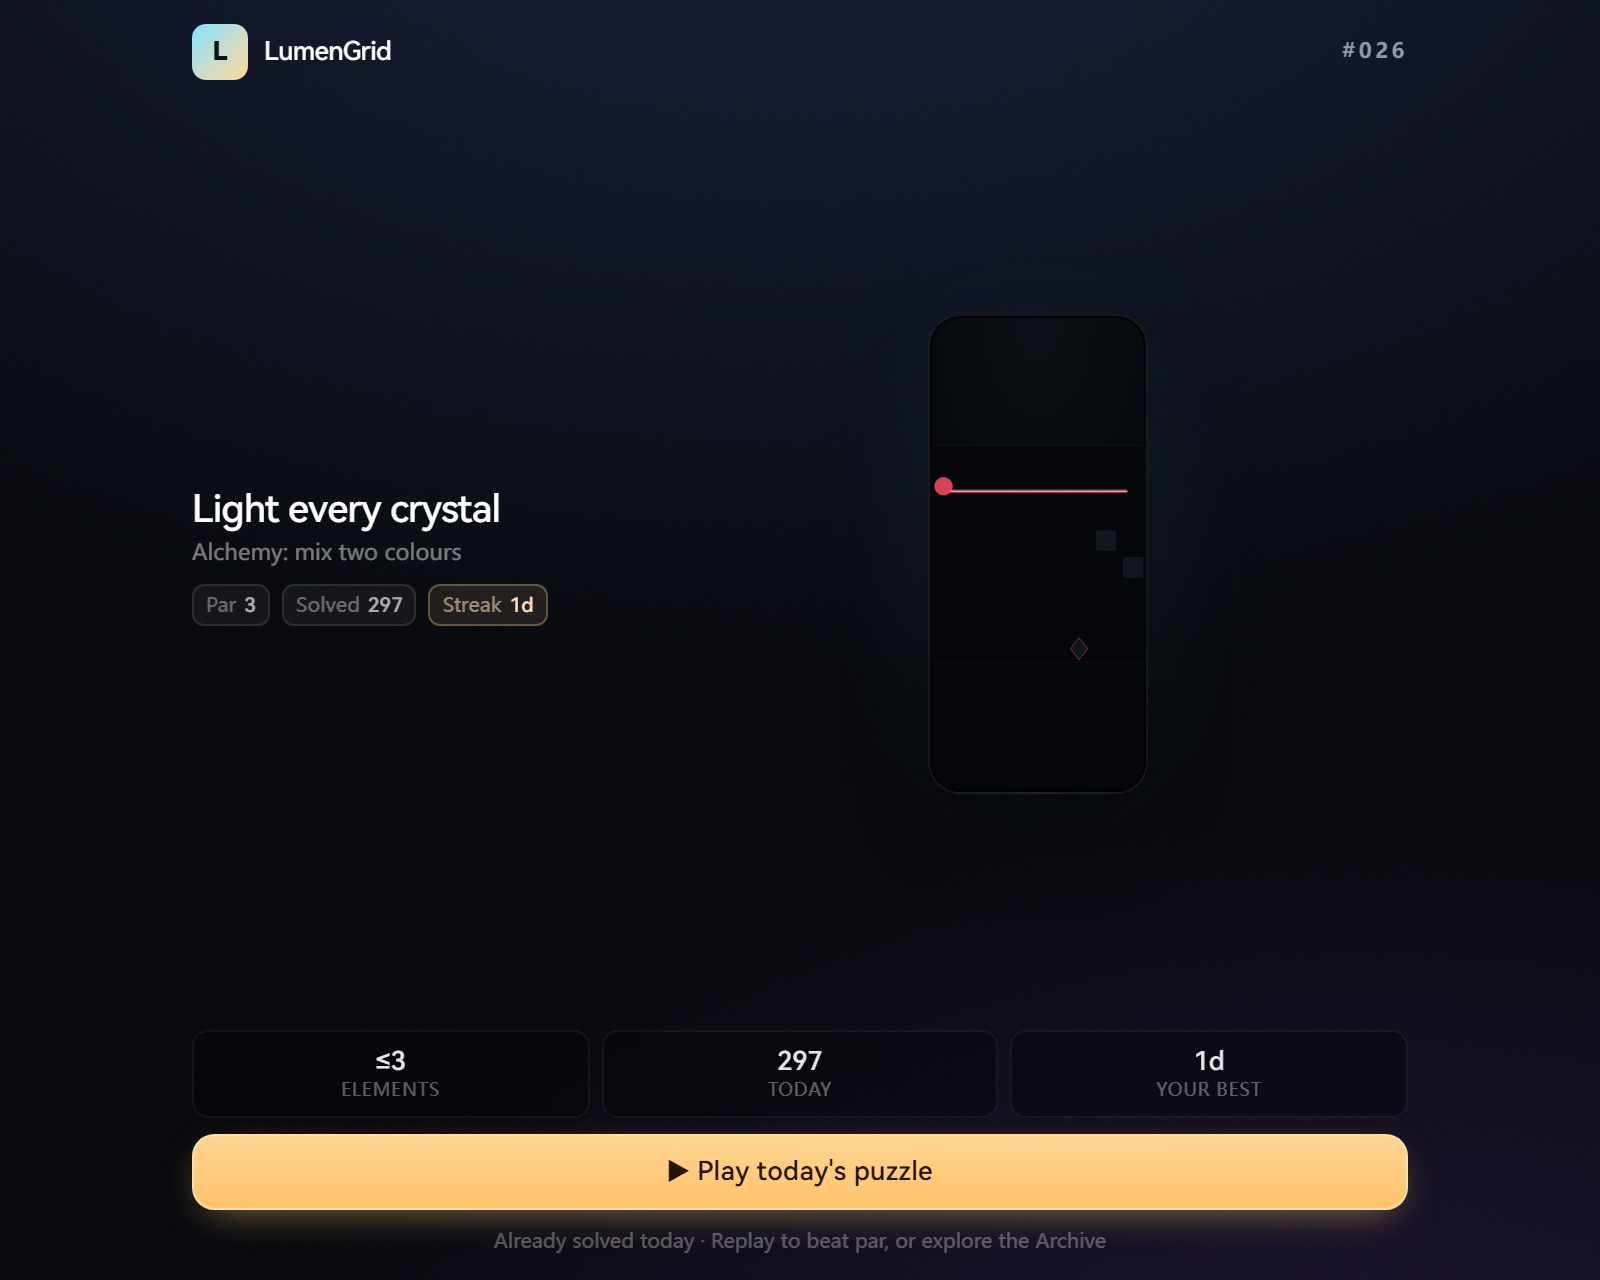 L LumenGrid
#026
Light every crystal
Alchemy: mix two colours
Par 3 Solved 297 Streak 1d
≤3 297 1d
ELEMENTS TODAY YOUR BEST
▶ Play today's puzzle
Already solved today · Replay to beat par, or explore the Archive